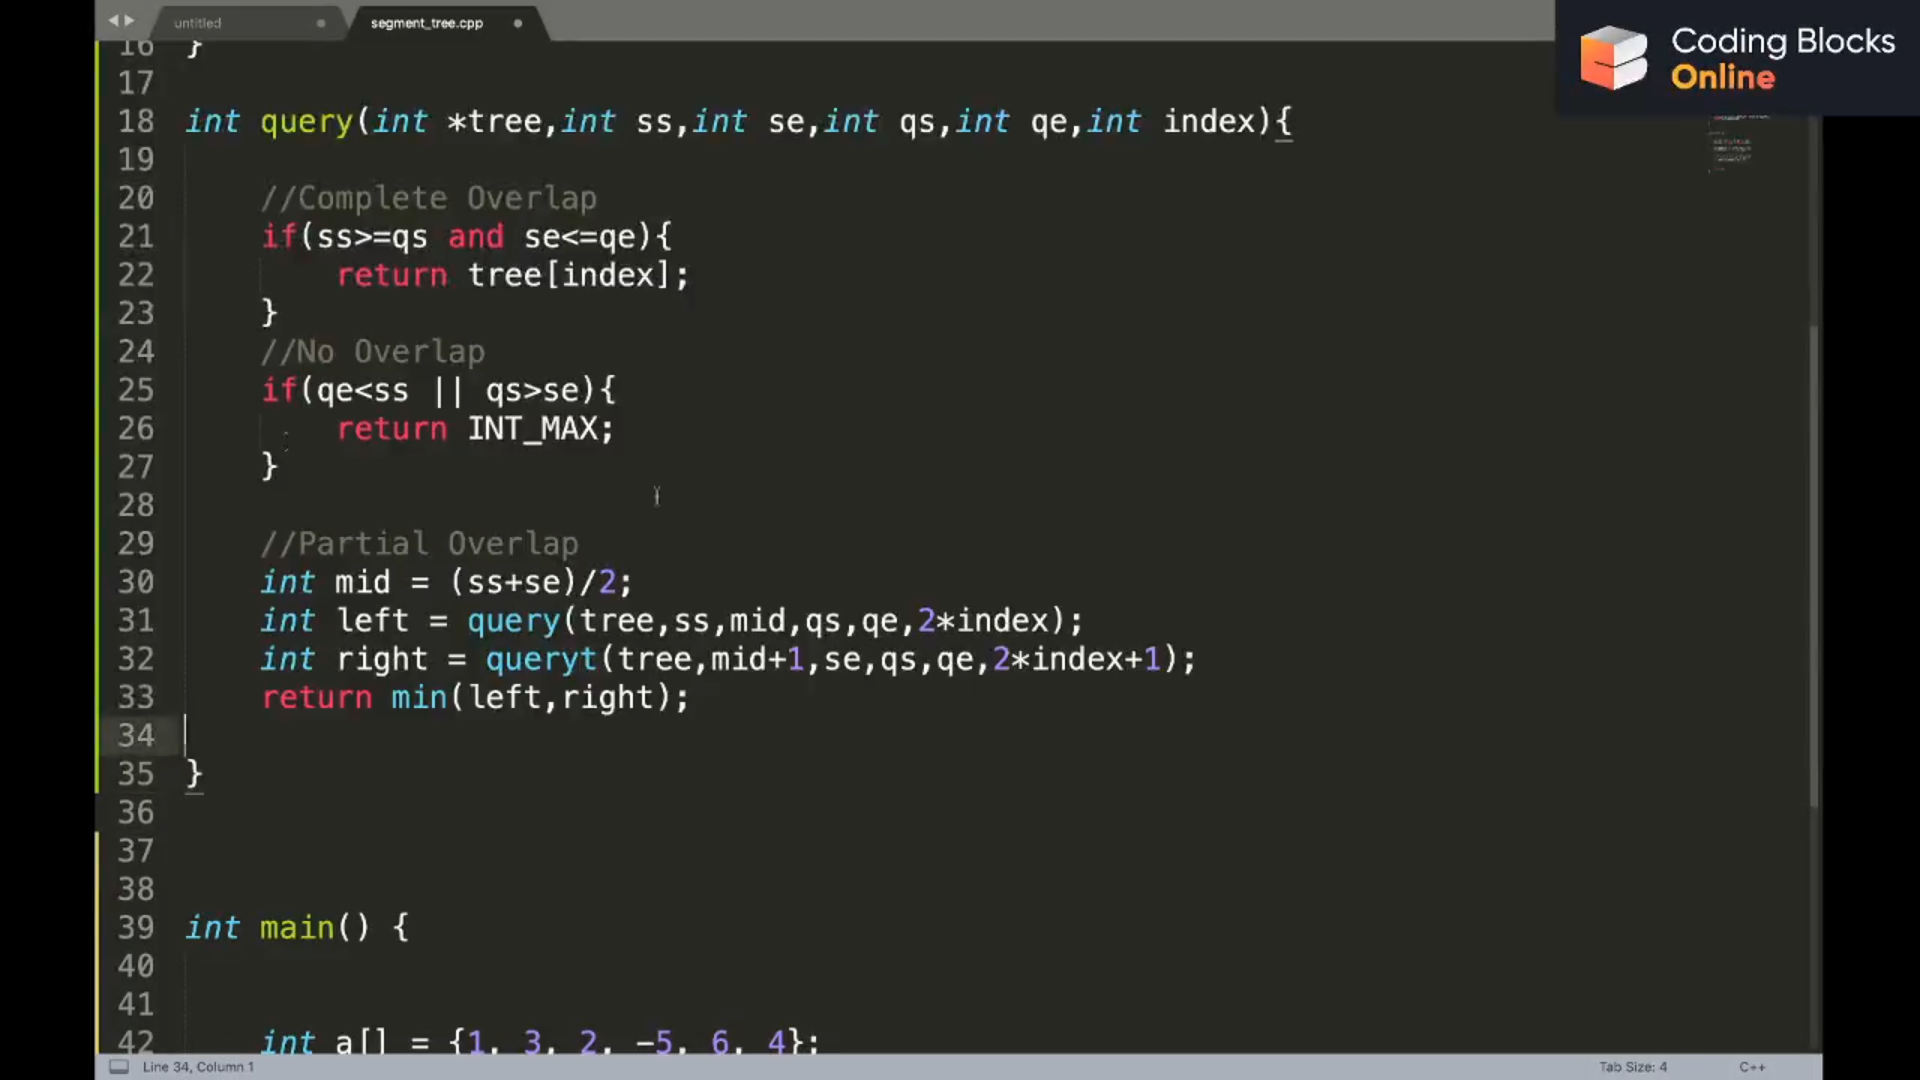 untitled
segment_tree.cpp
Coding Blocks
Online
16 }
17
18 int query(int *tree,int ss,int se,int qs,int qe,int index){
19
20 //Complete Overlap
21 if(ss>=qs and se<=qe){
22 return tree[index];
23 }
24 //No Overlap
25 if(qe<ss || qs>se){
26 return INT_MAX;
27 }
28
29 //Partial Overlap
30 int mid = (ss+se)/2;
31 int left = query(tree,ss,mid,qs,qe,2*index);
32 int right = queryt(tree,mid+1,se,qs,qe,2*index+1);
33 return min(left,right);
34
35 }
36
37
38
39 int main() {
40
41
42 int a[] = {1, 3, 2, −5, 6, 4};
Line 34, Column 1
Tab Size: 4
C++